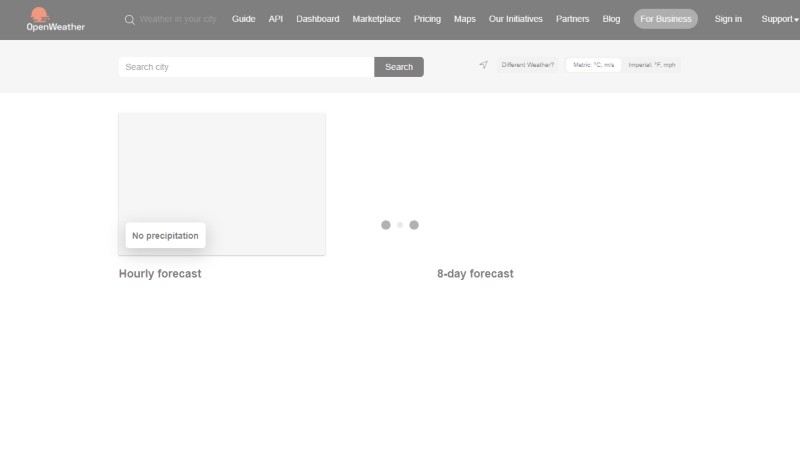 OpenWeather
Weather in your city
Guide
API
Dashboard
Marketplace
Pricing
Maps
Our Initiatives
Partners
Blog
For Business
Sign in
Support
Search city
Search
Different Weather?
Metric: °C, m/s
Imperial: °F, mph
No precipitation
Hourly forecast
8-day forecast